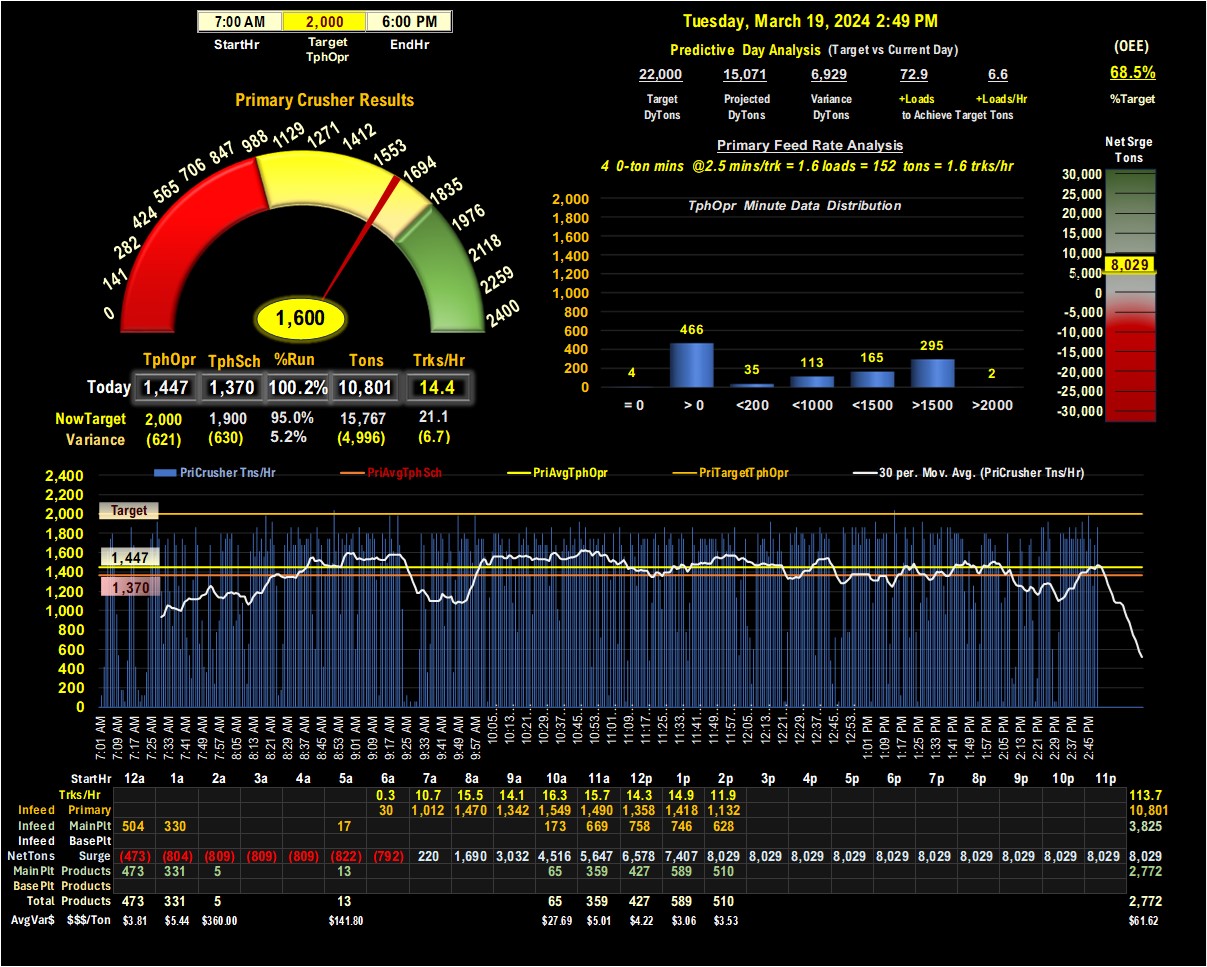 7:00 AM 2,000 6:00 PM
StartHr Target TphOpr EndHr
Tuesday, March 19, 2024 2:49 PM
Predictive Day Analysis (Target vs Current Day)
22,000 15,071 6,929 72.9 6.6
Target DyTons Projected DyTons Variance DyTons +Loads +Loads/Hr
to Achieve Target Tons
(OEE)
68.5%
%Target
Primary Crusher Results
0 141 282 424 565 706 847 988 1129 1271 1412 1553 1694 1835 1976 2118 2259 2400
1,600
TphOpr TphSch %Run Tons Trks/Hr
Today 1,447 1,370 100.2% 10,801 14.4
NowTarget 2,000 1,900 95.0% 15,767 21.1
Variance (621) (630) 5.2% (4,996) (6.7)
Primary Feed Rate Analysis
4 0-ton mins @2.5 mins/trk = 1.6 loads = 152 tons = 1.6 trks/hr
TphOpr Minute Data Distribution
2,000
1,800
1,600
1,400
1,200
1,000
800
600
400
200
0
4 466 35 113 165 295 2
= 0 > 0 <200 <1000 <1500 >1500 >2000
Net Srge
Tons
30,000
25,000
20,000
15,000
10,000
8,029
5,000
0
-5,000
-10,000
-15,000
-20,000
-25,000
-30,000
PriCrusher Tns/Hr PriAvgTphSch PriAvgTphOpr PriTargetTphOpr 30 per. Mov. Avg. (PriCrusher Tns/Hr)
2,400
2,200
2,000
1,800
1,600
1,400
1,200
1,000
800
600
400
200
0
Target
1,447
1,370
7:01 AM 7:09 AM 7:17 AM 7:25 AM 7:33 AM 7:41 AM 7:49 AM 7:57 AM 8:05 AM 8:13 AM 8:21 AM 8:29 AM 8:37 AM 8:45 AM 8:53 AM 9:01 AM 9:09 AM 9:17 AM 9:25 AM 9:33 AM 9:41 AM 9:49 AM 9:57 AM 10:05… 10:13… 10:21… 10:29… 10:37… 10:45… 10:53… 11:01… 11:09… 11:17… 11:25… 11:33… 11:41… 11:49… 11:57… 12:05… 12:13… 12:21… 12:29… 12:37… 12:45… 12:53… 1:01 PM 1:09 PM 1:17 PM 1:25 PM 1:33 PM 1:41 PM 1:49 PM 1:57 PM 2:05 PM 2:13 PM 2:21 PM 2:29 PM 2:37 PM 2:45 PM
StartHr 12a 1a 2a 3a 4a 5a 6a 7a 8a 9a 10a 11a 12p 1p 2p 4p 5p 6p 7p 8p 9p 10p 11p
Trks/Hr 0.3 10.7 15.5 14.1 16.3 15.7 14.3 14.9 11.9 113.7
Infeed Primary 30 1,012 1,470 1,342 1,549 1,490 1,358 1,418 1,132 10,801
Infeed MainPlt 504 330 17 173 669 758 746 628 3,825
Infeed BasePlt
NetTons Surge (473) (804) (809) (809) (809) (822) (792) 220 1,690 3,032 4,516 5,647 6,578 7,407 8,029 8,029 8,029 8,029 8,029 8,029 8,029 8,029 8,029 8,029
MainPlt Products 473 331 5 13 65 359 427 589 510 2,772
BasePlt Products
Total Products 473 331 5 13 65 359 427 589 510 2,772
AvgVar$ $$$/Ton $3.81 $5.44 $360.00 $141.80 $27.69 $5.01 $4.22 $3.06 $3.53 $61.62